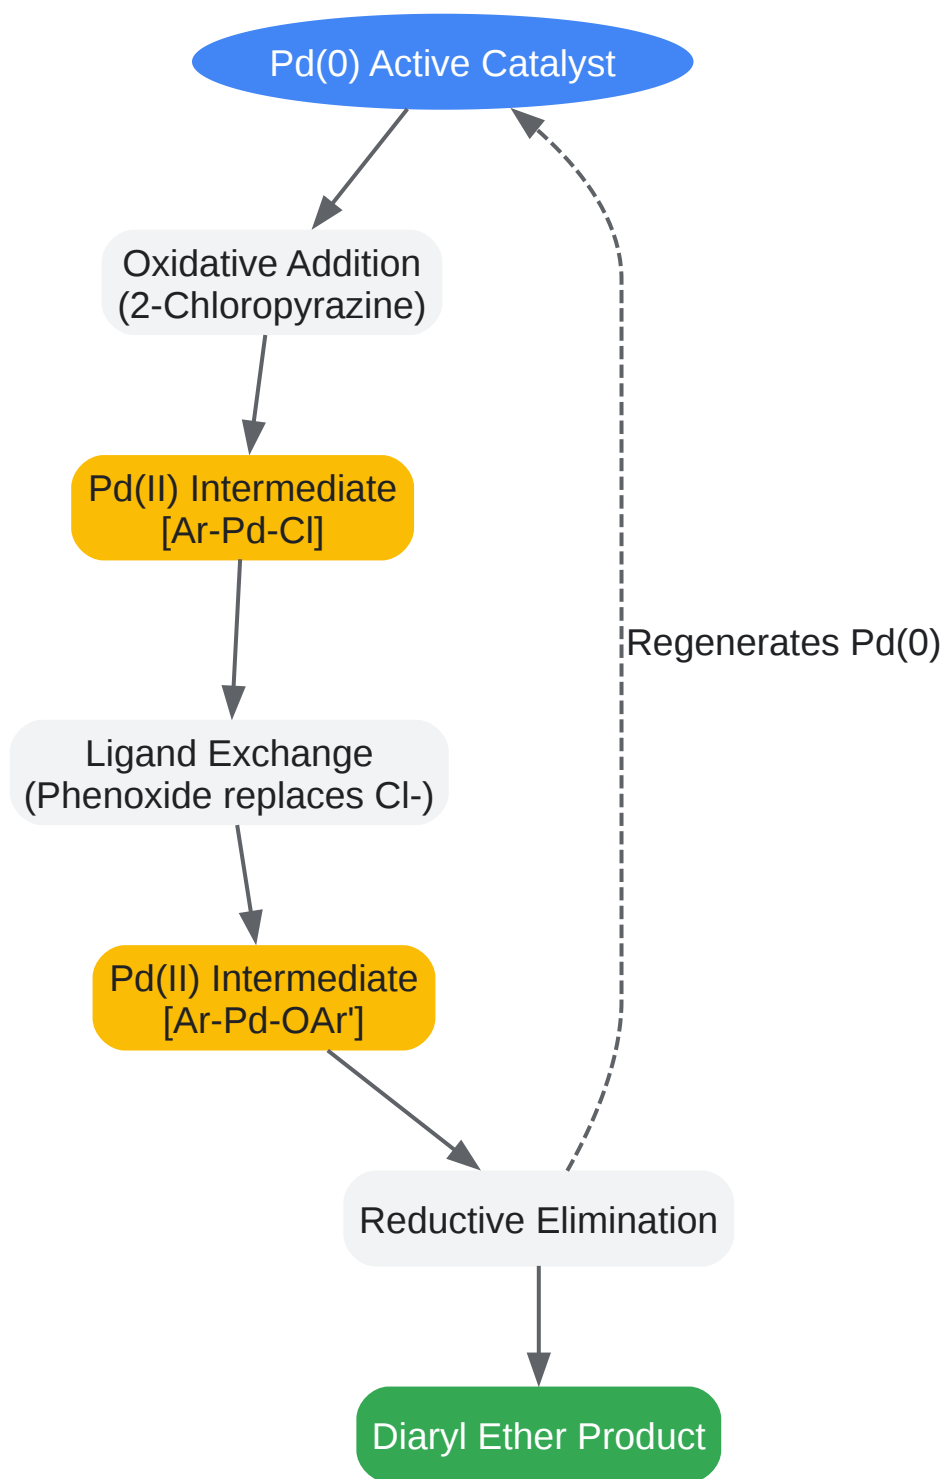 Pd(0) Active Catalyst
Oxidative Addition
(2-Chloropyrazine)
Pd(II) Intermediate
[Ar-Pd-Cl]
Regenerates Pd(0)
Ligand Exchange
(Phenoxide replaces Cl-)
Pd(II) Intermediate
[Ar-Pd-OAr']
Reductive Elimination
Diaryl Ether Product